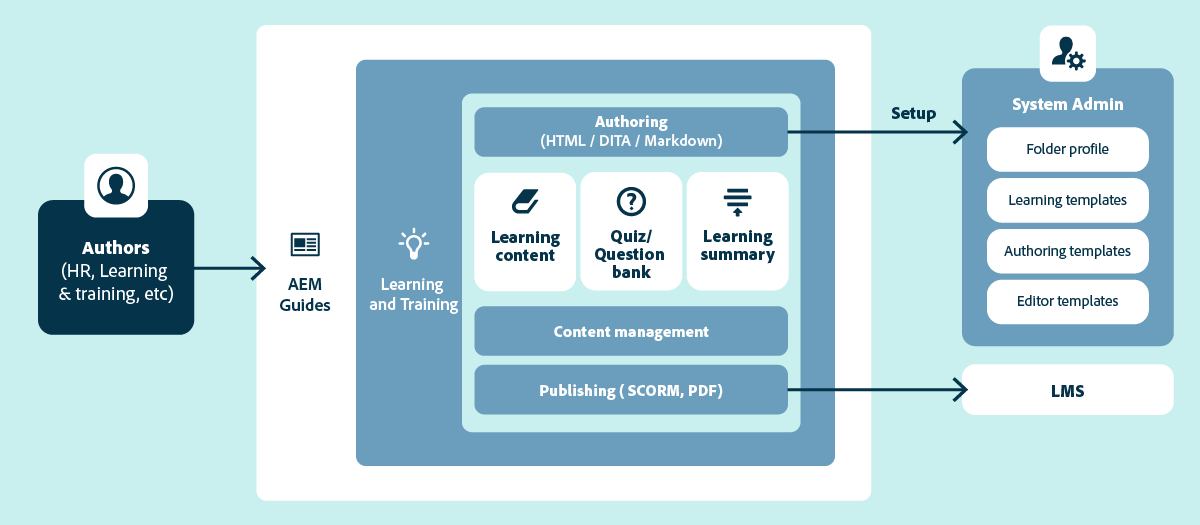 Authors
(HR, Learning
& training, etc)
AEM
Guides
Learning
and Training
Authoring
(HTML / DITA / Markdown)
Learning
content
Quiz/
Question
bank
Learning
summary
Content management
Publishing ( SCORM, PDF)
Setup
System Admin
Folder profile
Learning templates
Authoring templates
Editor templates
LMS